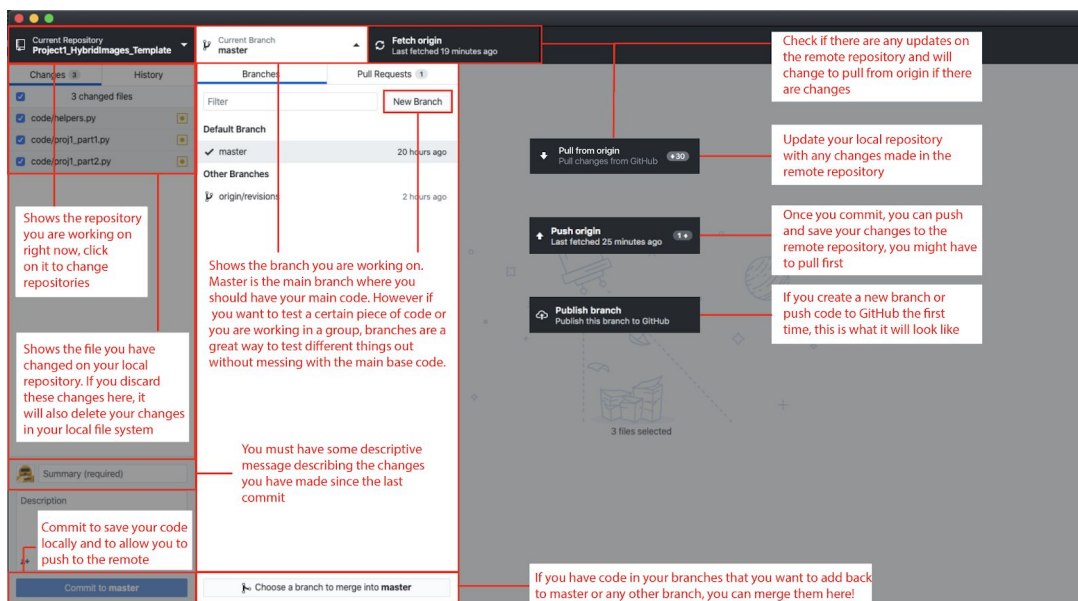 Current Repository
Project1_HybridImages_Template
Current Branch
master
Fetch origin
Last fetched 19 minutes ago
Check if there are any updates on
the remote repository and will
change to pull from origin if there
are changes
Changes 3
History
Branches
Pull Requests 1
3 changed files
Filter
New Branch
code/helpers.py
code/proj1_part1.py
code/proj1_part2.py
Default Branch
master
20 hours ago
Other Branches
origin/revisions
2 hours ago
Pull from origin
Pull changes from GitHub
30
Update your local repository
with any changes made in the
remote repository
Shows the repository
you are working on
right now, click
on it to change
repositories
Push origin
Last fetched 25 minutes ago
1
Once you commit, you can push
and save your changes to the
remote repository, you might have
to pull first
Shows the branch you are working on.
Master is the main branch where you
should have your main code. However if
you want to test a certain piece of code or
you are working in a group, branches are a
great way to test different things out
without messing with the main base code.
Publish branch
Publish this branch to GitHub
If you create a new branch or
push code to GitHub the first
time, this is what it will look like
Shows the file you have
changed on your local
repository. If you discard
these changes here, it
will also delete your changes
in your local file system
3 files selected
You must have some descriptive
message describing the changes
you have made since the last
commit
Summary (required)
Description
Commit to save your code
locally and to allow you to
push to the remote
Commit to master
Choose a branch to merge into master
If you have code in your branches that you want to add back
to master or any other branch, you can merge them here!